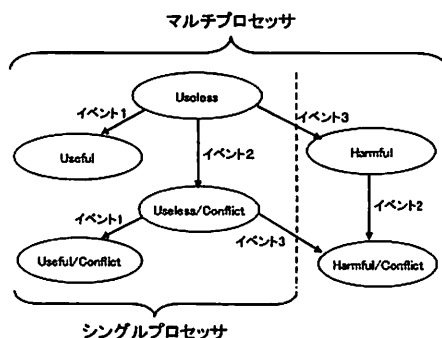 マルチプロセッサ
Useless
イベント1
イベント3
Useful
イベント2
Harmful
Useless/Conflict
イベント2
イベント1
イベント3
Useful/Conflict
Harmful/Conflict
シングルプロセッサ